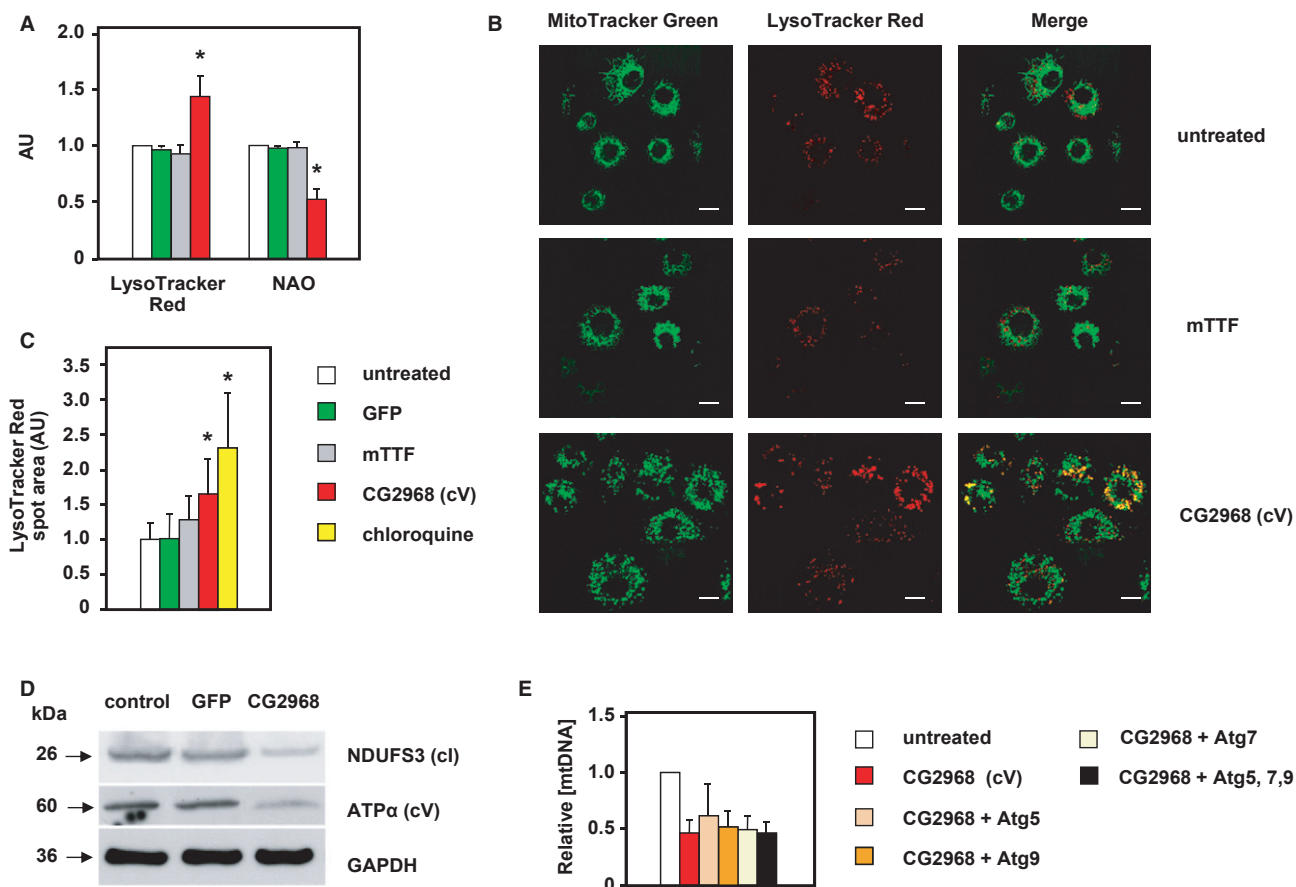 A
2.0
1.5
1.0
0.5
0
AU
*
*
LysoTracker
Red
NAO
B
MitoTracker Green
LysoTracker Red
Merge
untreated
mTTF
CG2968 (cV)
C
3.5
3.0
2.5
2.0
1.5
1.0
0.5
0
LysoTracker Red
spot area (AU)
*
*
untreated
GFP
mTTF
CG2968 (cV)
chloroquine
D
control GFP CG2968
kDa
26
NDUFS3 (cI)
60
ATPα (cV)
36
GAPDH
E
1.5
1.0
0.5
0
Relative [mtDNA]
untreated
CG2968 (cV)
CG2968 + Atg5
CG2968 + Atg9
CG2968 + Atg7
CG2968 + Atg5, 7,9